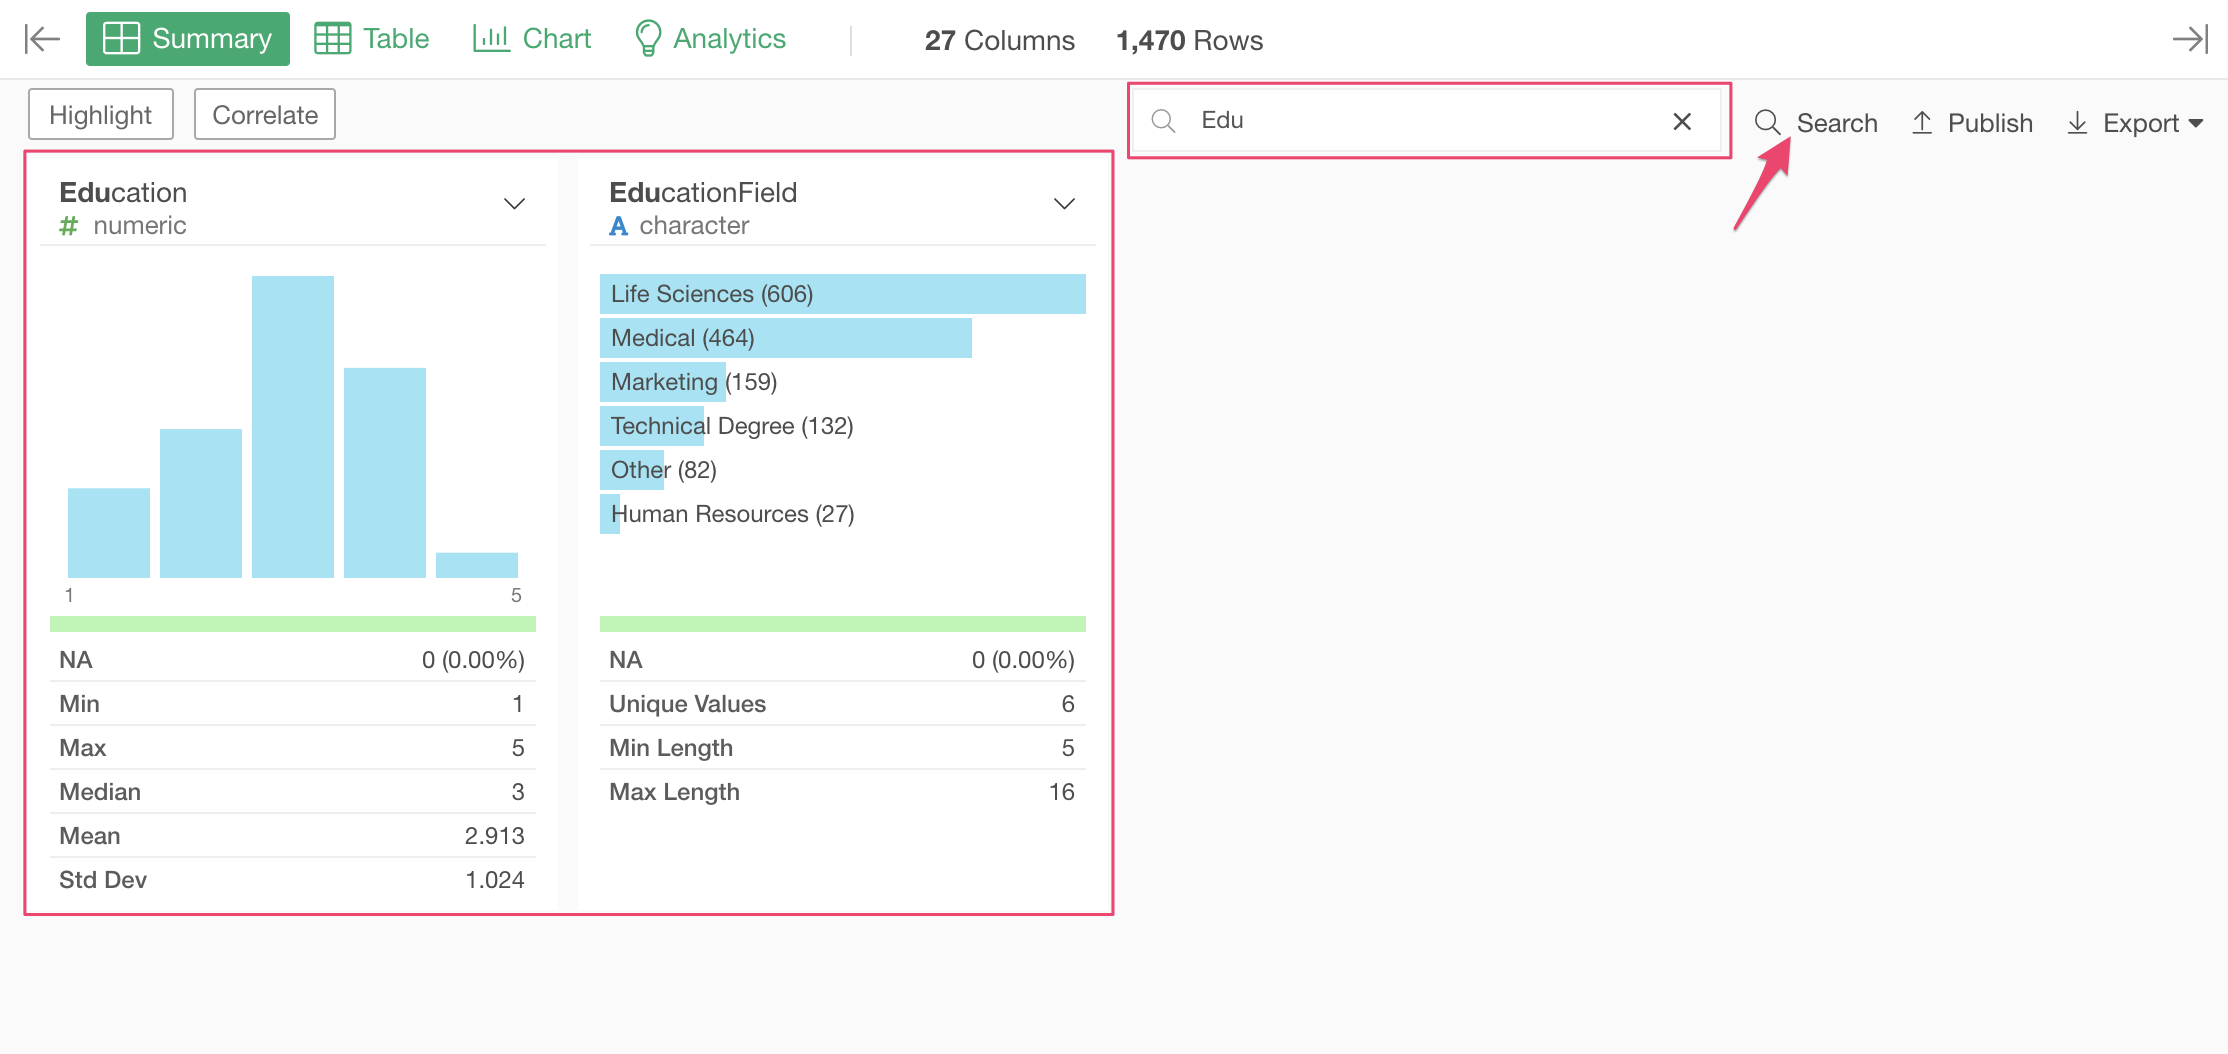 Summary Table Chart Analytics 27 Columns 1,470 Rows
Highlight Correlate Edu Search Publish Export
Education
# numeric
1 5
NA 0 (0.00%)
Min 1
Max 5
Median 3
Mean 2.913
Std Dev 1.024
EducationField
A character
Life Sciences (606)
Medical (464)
Marketing (159)
Technical Degree (132)
Other (82)
Human Resources (27)
NA 0 (0.00%)
Unique Values 6
Min Length 5
Max Length 16